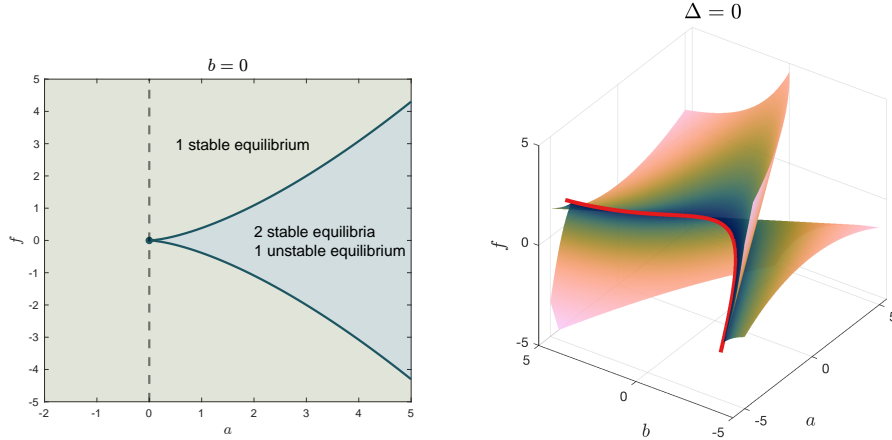 b = 0
5
4
3
2
1
0
-1
-2
-3
-4
-5
f
1 stable equilibrium
2 stable equilibria
1 unstable equilibrium
-2 -1 0 1 2 3 4 5
a
Δ = 0
5
0
-5
f
5
0
-5
b
-5
0
5
a